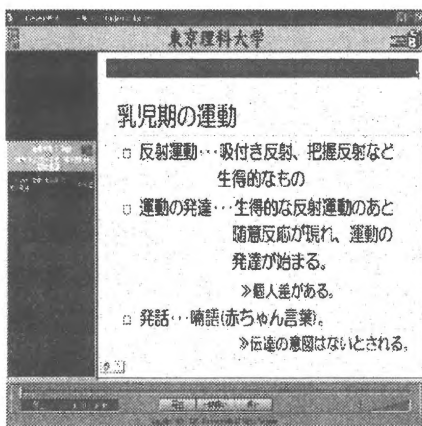 東京理科大学
乳児期の運動
□ 反射運動…吸付き反射、把握反射など
生得的なもの
□ 運動の発達…生得的な反射運動のあと
随意反応が現れ、運動の
発達が始まる。
»個人差がある。
□ 発話…喃語(赤ちゃん言葉)。
»伝達の意図はないとされる。